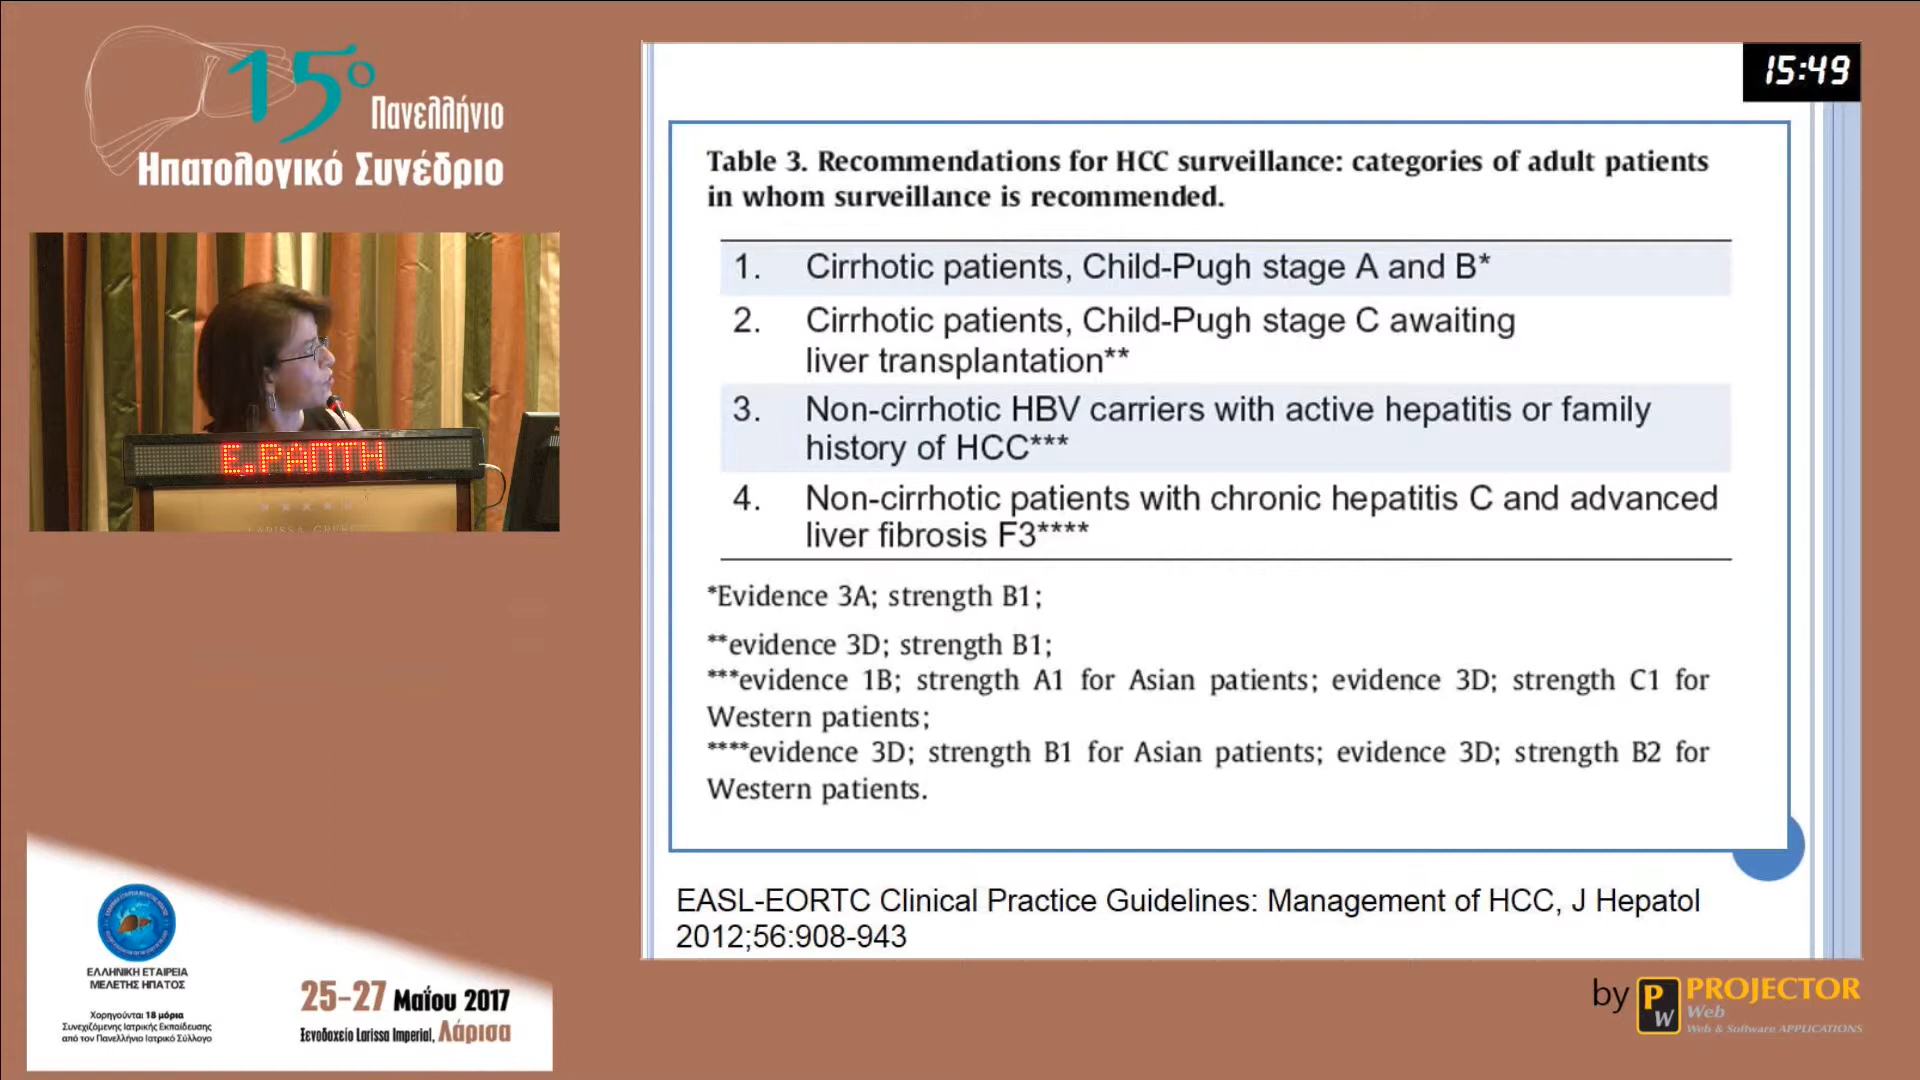 15º
Πανελλήνιο
Ηπατολογικό Συνέδριο
Ε.ΡΑΠΤΗ
15:49
Table 3. Recommendations for HCC surveillance: categories of adult patients
in whom surveillance is recommended.
1. Cirrhotic patients, Child-Pugh stage A and B*
2. Cirrhotic patients, Child-Pugh stage C awaiting
liver transplantation**
3. Non-cirrhotic HBV carriers with active hepatitis or family
history of HCC***
4. Non-cirrhotic patients with chronic hepatitis C and advanced
liver fibrosis F3****
*Evidence 3A; strength B1;
**evidence 3D; strength B1;
***evidence 1B; strength A1 for Asian patients; evidence 3D; strength C1 for
Western patients;
****evidence 3D; strength B1 for Asian patients; evidence 3D; strength B2 for
Western patients.
EASL-EORTC Clinical Practice Guidelines: Management of HCC, J Hepatol
2012;56:908-943
ΕΛΛΗΝΙΚΗ ΕΤΑΙΡΕΙΑ
ΜΕΛΕΤΗΣ ΗΠΑΤΟΣ
Χορηγούνται 18 μόρια
Συνεχιζόμενης Ιατρικής Εκπαίδευσης
από τον Πανελλήνιο Ιατρικό Σύλλογο
25-27 Μαΐου 2017
Ξενοδοχείο Larissa Imperial, Λάρισα
by PW PROJECTOR
Web
Web & Software APPLICATIONS